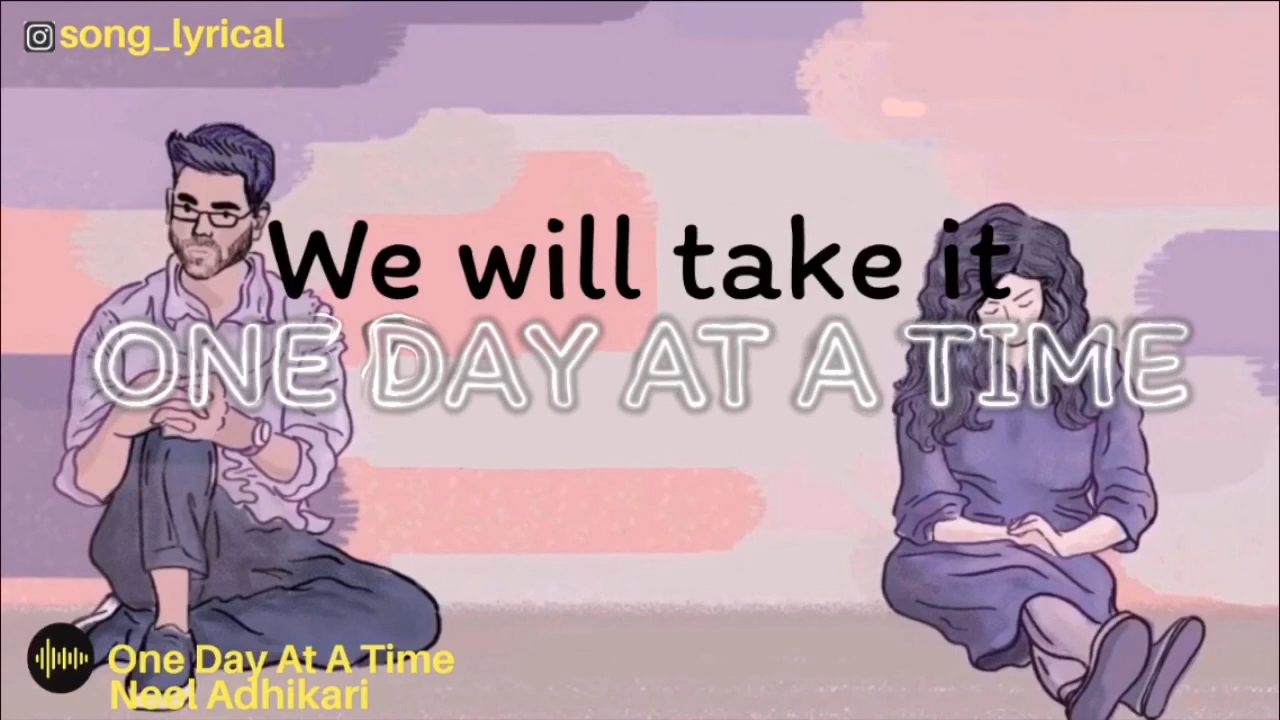 song_lyrical
We will take it
ONE DAY AT A TIME
One Day At A Time
Neel Adhikari